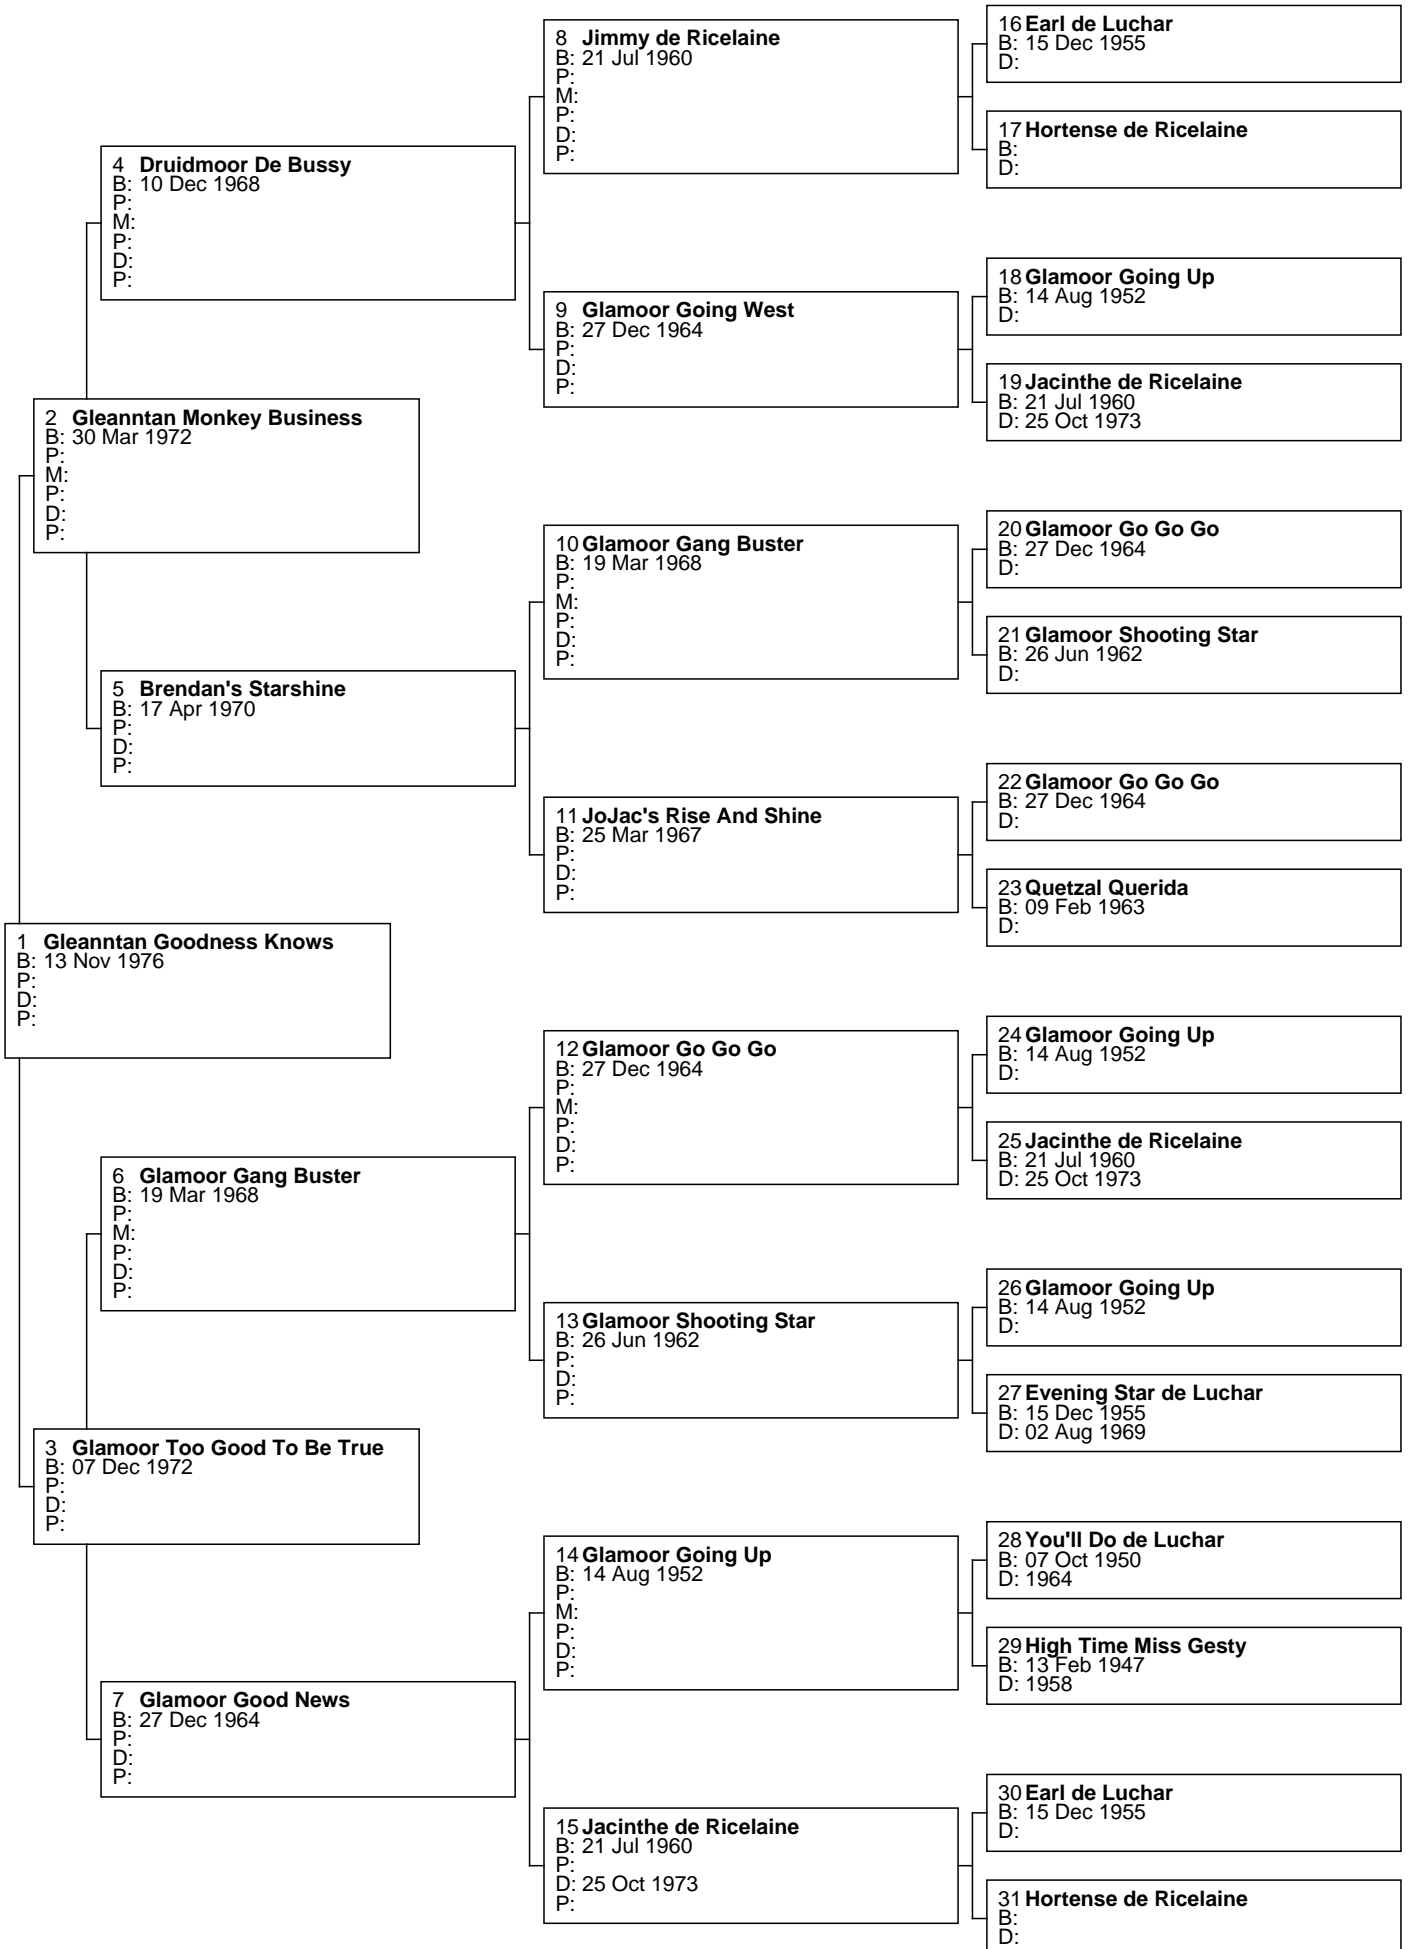 16 Earl de Luchar
B: 15 Dec 1955
D:
8 Jimmy de Ricelaine
B: 21 Jul 1960
P:
M:
P:
D:
P:
17 Hortense de Ricelaine
B:
D:
4 Druidmoor De Bussy
B: 10 Dec 1968
P:
M:
P:
D:
P:
18 Glamoor Going Up
B: 14 Aug 1952
D:
9 Glamoor Going West
B: 27 Dec 1964
P:
D:
P:
19 Jacinthe de Ricelaine
B: 21 Jul 1960
D: 25 Oct 1973
2 Gleanntan Monkey Business
B: 30 Mar 1972
P:
M:
P:
D:
P:
20 Glamoor Go Go Go
B: 27 Dec 1964
D:
10 Glamoor Gang Buster
B: 19 Mar 1968
P:
M:
P:
D:
P:
21 Glamoor Shooting Star
B: 26 Jun 1962
D:
5 Brendan's Starshine
B: 17 Apr 1970
P:
D:
P:
22 Glamoor Go Go Go
B: 27 Dec 1964
D:
11 JoJac's Rise And Shine
B: 25 Mar 1967
P:
D:
P:
23 Quetzal Querida
B: 09 Feb 1963
D:
1 Gleanntan Goodness Knows
B: 13 Nov 1976
P:
D:
P:
24 Glamoor Going Up
B: 14 Aug 1952
D:
12 Glamoor Go Go Go
B: 27 Dec 1964
P:
M:
P:
D:
P:
25 Jacinthe de Ricelaine
B: 21 Jul 1960
D: 25 Oct 1973
6 Glamoor Gang Buster
B: 19 Mar 1968
P:
M:
P:
D:
P:
26 Glamoor Going Up
B: 14 Aug 1952
D:
13 Glamoor Shooting Star
B: 26 Jun 1962
P:
D:
P:
27 Evening Star de Luchar
B: 15 Dec 1955
D: 02 Aug 1969
3 Glamoor Too Good To Be True
B: 07 Dec 1972
P:
D:
P:
28 You'll Do de Luchar
B: 07 Oct 1950
D: 1964
14 Glamoor Going Up
B: 14 Aug 1952
P:
M:
P:
D:
P:
29 High Time Miss Gesty
B: 13 Feb 1947
D: 1958
7 Glamoor Good News
B: 27 Dec 1964
P:
D:
P:
30 Earl de Luchar
B: 15 Dec 1955
D:
15 Jacinthe de Ricelaine
B: 21 Jul 1960
P:
D: 25 Oct 1973
P:
31 Hortense de Ricelaine
B:
D: